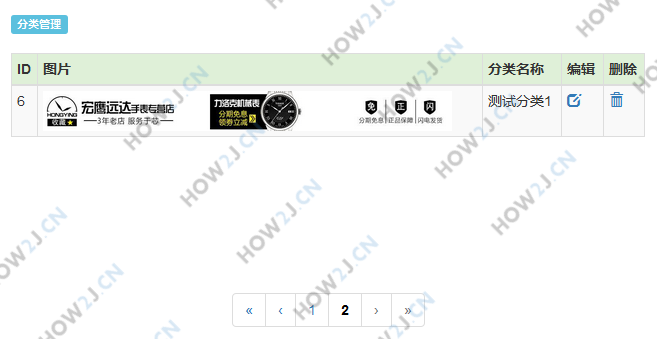 分类管理
ID 图片 分类名称 编辑 删除
6 HONGYING 收藏★ 宏鹰远达手表专营店 力洛克机械表 免 正 闪 测试分类1
3年老店 服务于芯 分期免息 领券立减 分期免息 正品保障 闪电发货
« ‹ 1 2 › »
HOW2J.CN